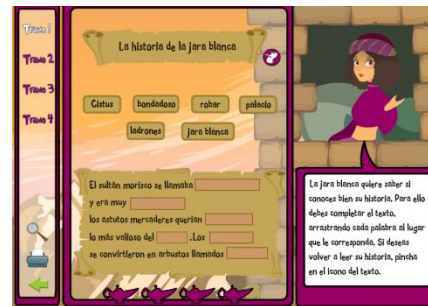 Tramo 1
Tramo 2
Tramo 3
Tramo 4
La historia de la jara blanca
Cistus bondadoso robar palacio
ladrones jara blanca
El sultán morisco se llamaba
y era muy
los astutos mercaderes querían
lo más valioso del . Los
se convirtieron en arbustos llamados
La jara blanca quiere saber si
conoces bien su historia. Para ello
debes completar el texto,
arrastrando cada palabra al lugar
que le corresponda. Si deseas
volver a leer su historia, pincha
en el icono del texto.